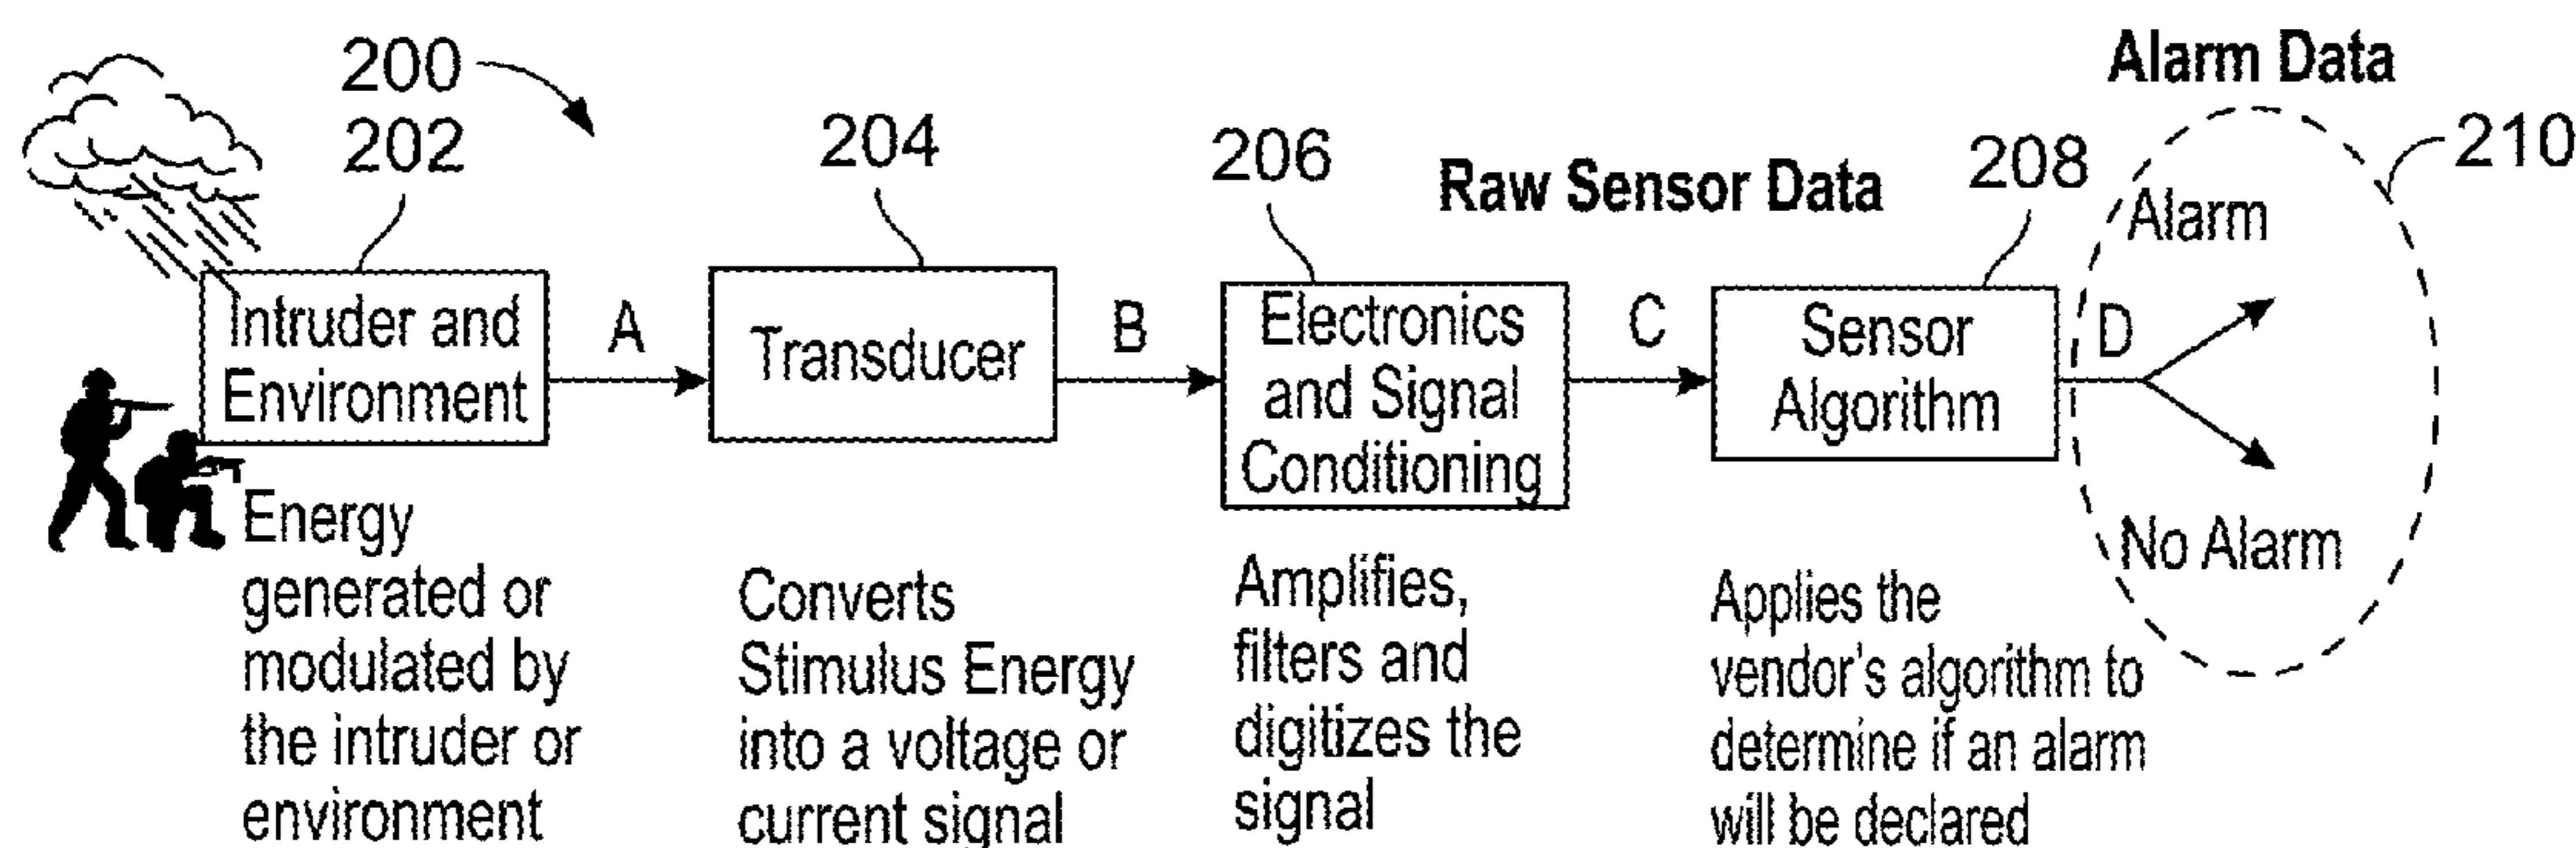 Alarm Data
200
202
204
206
Raw Sensor Data
208
210
Alarm
Intruder and
Environment
A
Transducer
B
Electronics
and Signal
Conditioning
C
Sensor
Algorithm
D
No Alarm
Energy
generated or
modulated by
the intruder or
environment
Converts
Stimulus Energy
into a voltage or
current signal
Amplifies,
filters and
digitizes the
signal
Applies the
vendor's algorithm to
determine if an alarm
will be declared